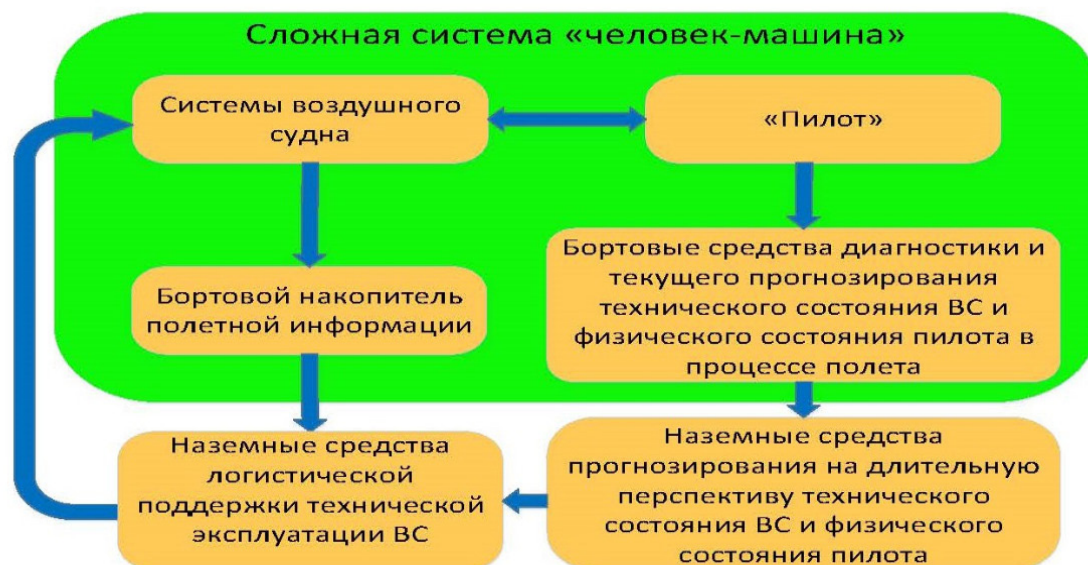 Сложная система «человек-машина»
Системы воздушного
судна
«Пилот»
Бортовой накопитель
полетной информации
Бортовые средства диагностики и
текущего прогнозирования
технического состояния ВС и
физического состояния пилота в
процессе полета
Наземные средства
логистической
поддержки технической
эксплуатации ВС
Наземные средства
прогнозирования на длительную
перспективу технического
состояния ВС и физического
состояния пилота